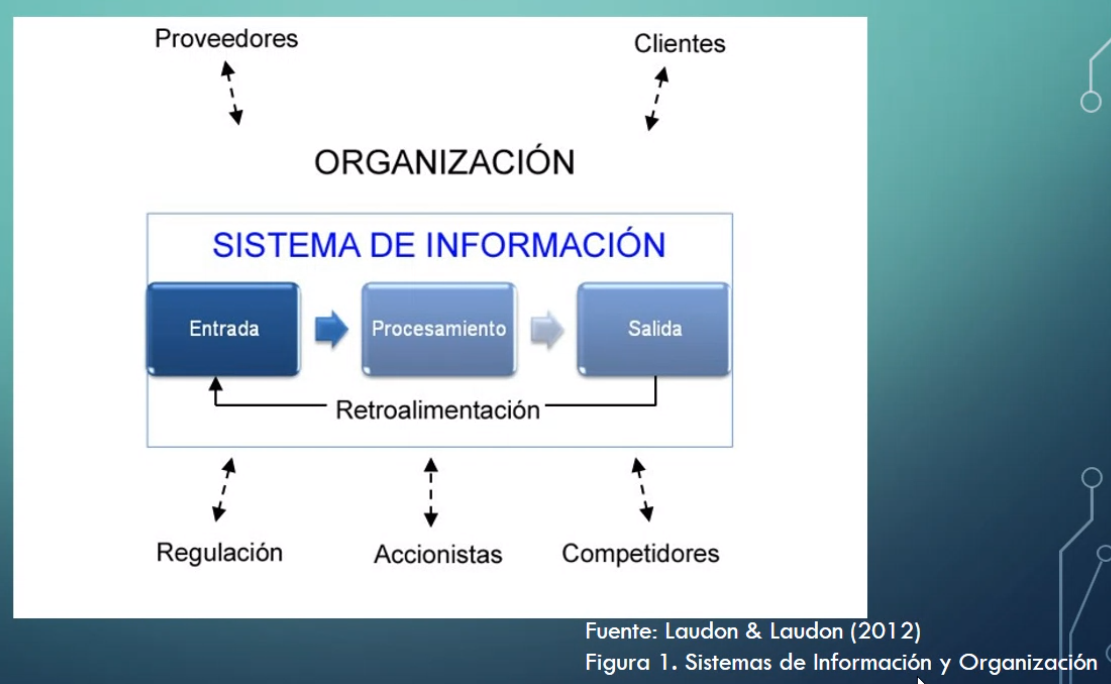 Proveedores
Clientes
ORGANIZACIÓN
SISTEMA DE INFORMACIÓN
Entrada
Procesamiento
Salida
Retroalimentación
Regulación
Accionistas
Competidores
Fuente: Laudon & Laudon (2012)
Figura 1. Sistemas de Información y Organización